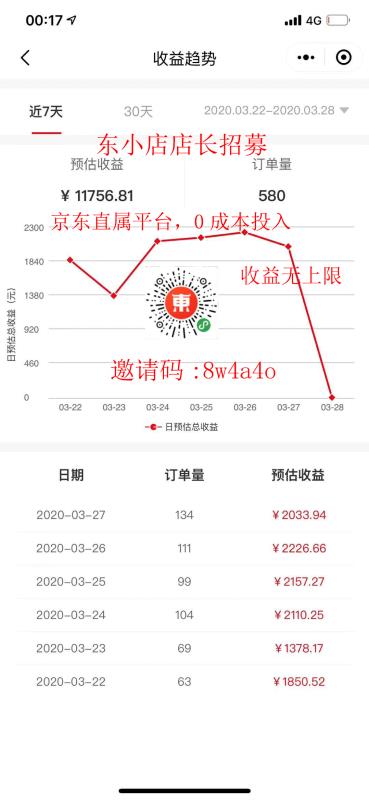 00:17
4G
收益趋势
近7天 30天 2020.03.22-2020.03.28
东小店店长招募
预估收益 订单量
¥ 11756.81 580
京东直属平台，0 成本投入
收益无上限
日预估总收益（元）
2300
1840
1380
920
460
0
東
邀请码 :8w4a4o
03-22 03-23 03-24 03-25 03-26 03-27 03-28
日预估总收益
日期 订单量 预估收益
2020-03-27 134 ¥2033.94
2020-03-26 111 ¥2226.66
2020-03-25 99 ¥2157.27
2020-03-24 104 ¥2110.25
2020-03-23 69 ¥1378.17
2020-03-22 63 ¥1850.52